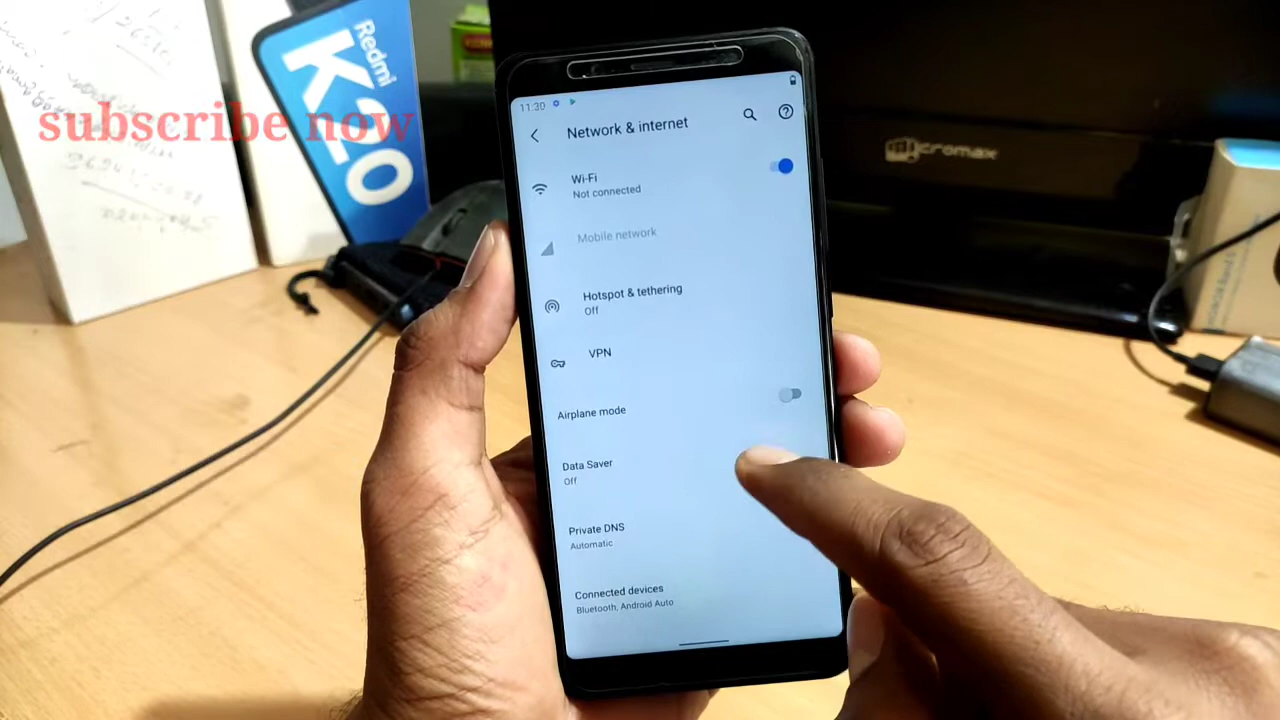 subscribe now
Redmi
K20
icromax
11:30
Network & internet
Wi-Fi
Not connected
Mobile network
Hotspot & tethering
Off
VPN
Airplane mode
Data Saver
Off
Private DNS
Automatic
Connected devices
Bluetooth, Android Auto